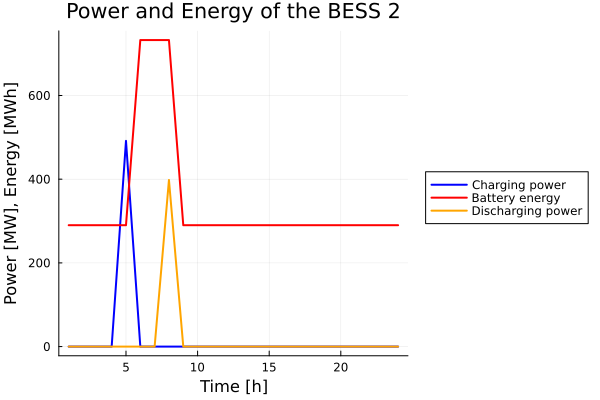 Power and Energy of the BESS 2
Power [MW], Energy [MWh]
600
400
200
0
5
10
15
20
Time [h]
Charging power
Battery energy
Discharging power